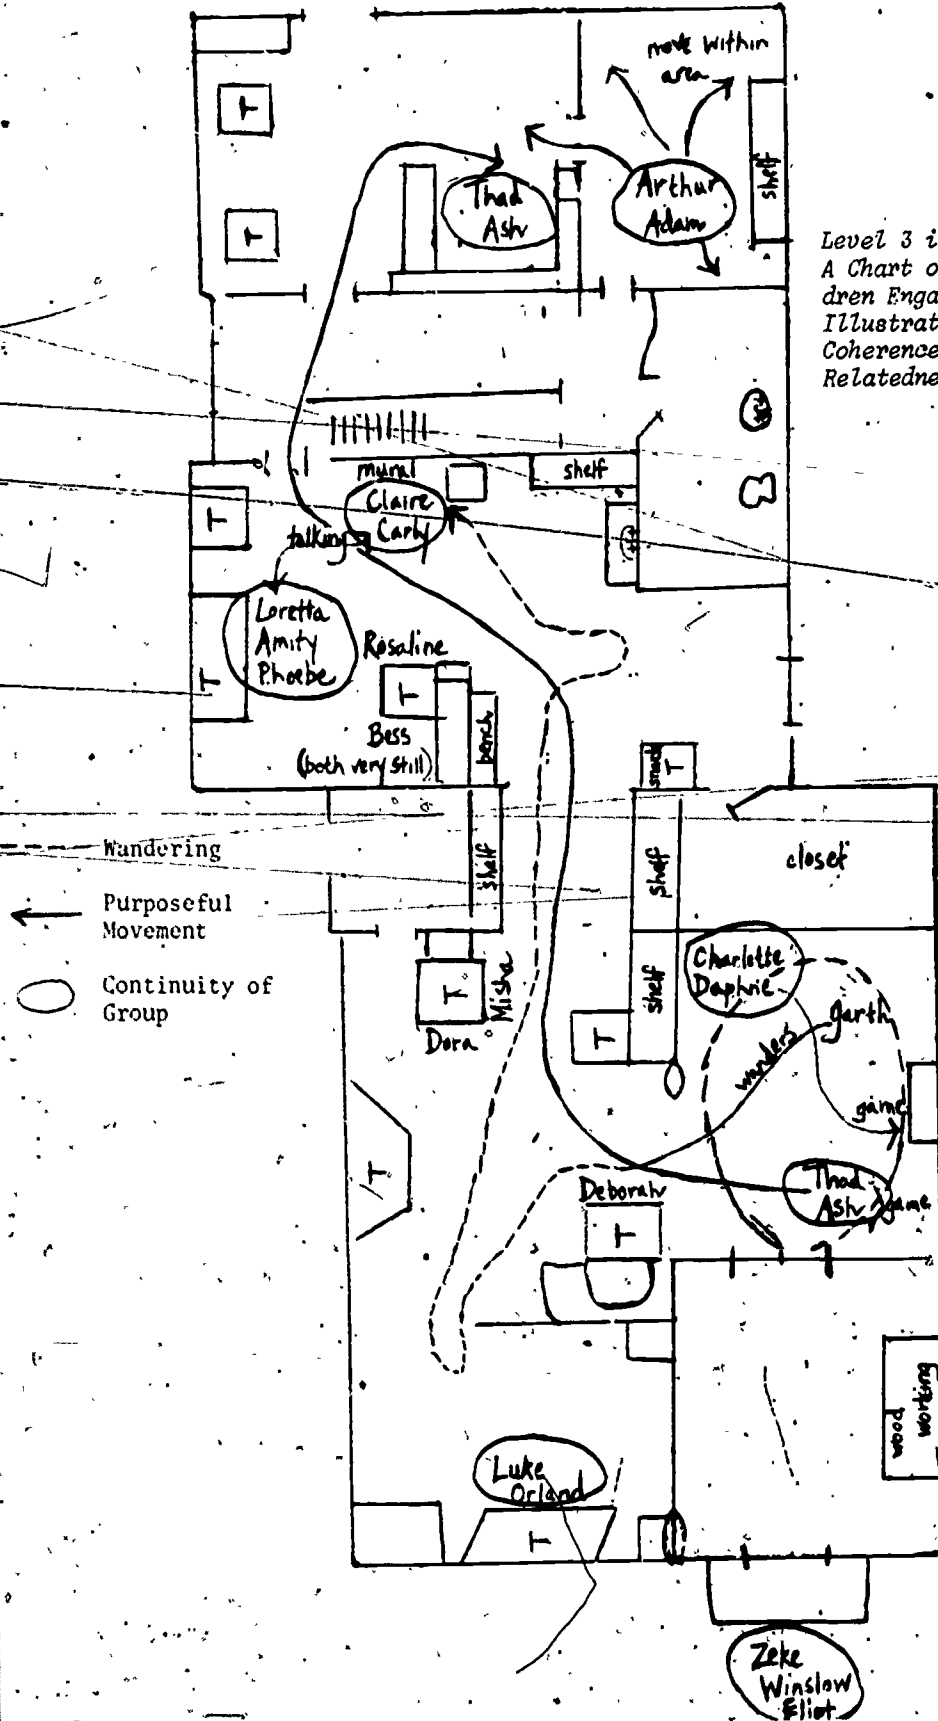 move within
area
T
shelf
Thad
Ash
Arthur
Adam
T
Level 3 i
A Chart o
dren Enga
Illustrat
Coherence
Relatedne
mural
shelf
Claire
Carly
T
talking
Loretta
Amity
Phoebe
Rosaline
T
T
Bess
(both very still)
bench
snack
T
Wandering
shelf
shelf
closet
Purposeful
Movement
Charlotte
Daphne
shelf
Continuity of
Group
T
Misha
Dora
T
garth
wanders
game
T
Deborah
Thad
Ash
game
T
wood
working
Luke
Orland
T
Zeke
Winslow
Eliot